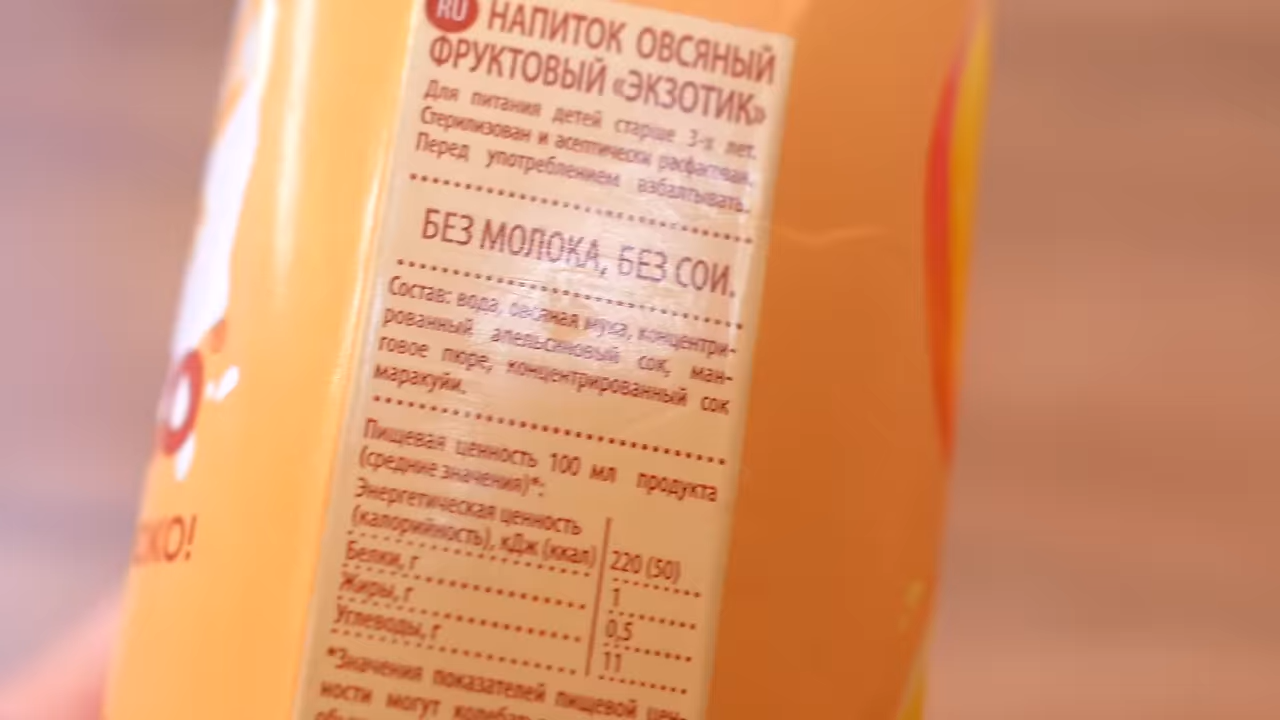 RU НАПИТОК ОВСЯНЫЙ
ФРУКТОВЫЙ «ЭКЗОТИК»
Для питания детей старше 3-х лет.
Стерилизован и асептически расфасован.
Перед употреблением взбалтывать.
БЕЗ МОЛОКА, БЕЗ СОИ.
Состав: вода, овсяная мука, концентри-
рованный апельсиновый сок, ман-
говое пюре, концентрированный сок
маракуйи.
Пищевая ценность 100 мл продукта
(средние значения)*:
Энергетическая ценность
(калорийность), кДж (ккал) 220 (50)
Белки, г 1
Жиры, г 0,5
Углеводы, г 11
*Значения показателей пищевой цен-
ности могут